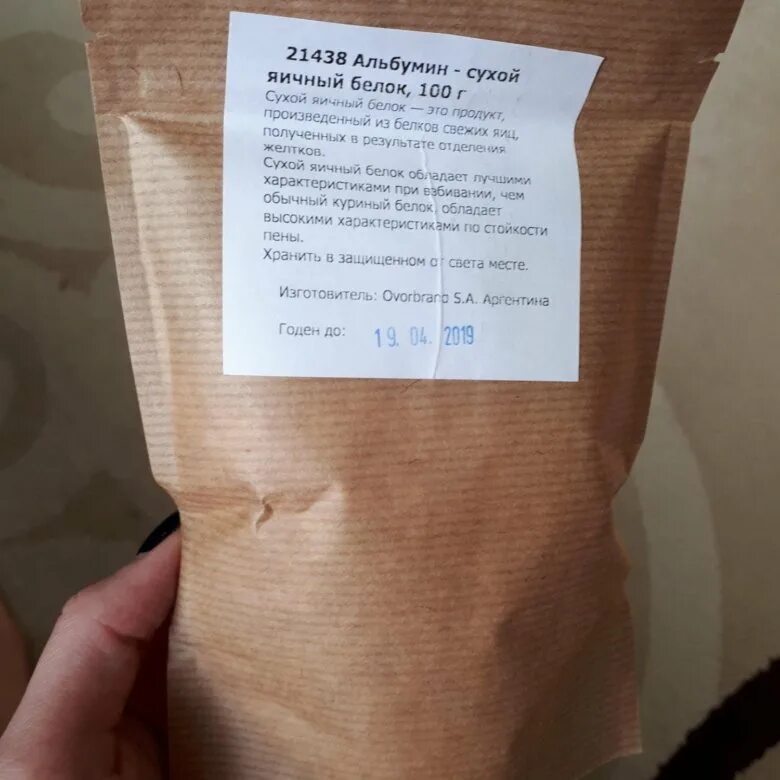 21438 Альбумин - сухой
яичный белок, 100 г
Сухой яичный белок — это продукт,
произведенный из белков свежих яиц,
полученных в результате отделения
желтков.
Сухой яичный белок обладает лучшими
характеристиками при взбивании, чем
обычный куриный белок, обладает
высокими характеристиками по стойкости
пены.
Хранить в защищенном от света месте.
Изготовитель: Ovorbrand S.A. Аргентина
Годен до: 19. 04. 2019